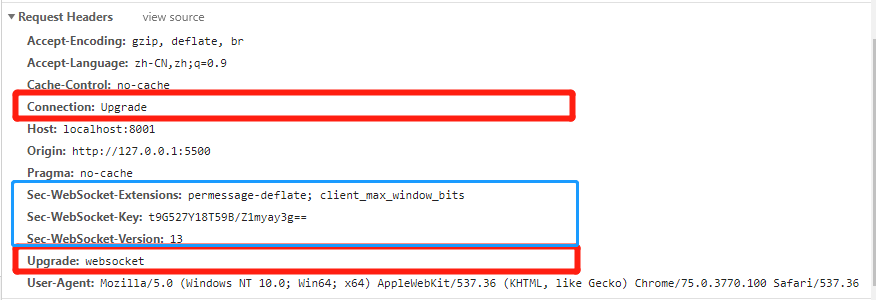 Request Headers view source
Accept-Encoding: gzip, deflate, br
Accept-Language: zh-CN,zh;q=0.9
Cache-Control: no-cache
Connection: Upgrade
Host: localhost:8001
Origin: http://127.0.0.1:5500
Pragma: no-cache
Sec-WebSocket-Extensions: permessage-deflate; client_max_window_bits
Sec-WebSocket-Key: t9G527Y18T59B/Z1myay3g==
Sec-WebSocket-Version: 13
Upgrade: websocket
User-Agent: Mozilla/5.0 (Windows NT 10.0; Win64; x64) AppleWebKit/537.36 (KHTML, like Gecko) Chrome/75.0.3770.100 Safari/537.36